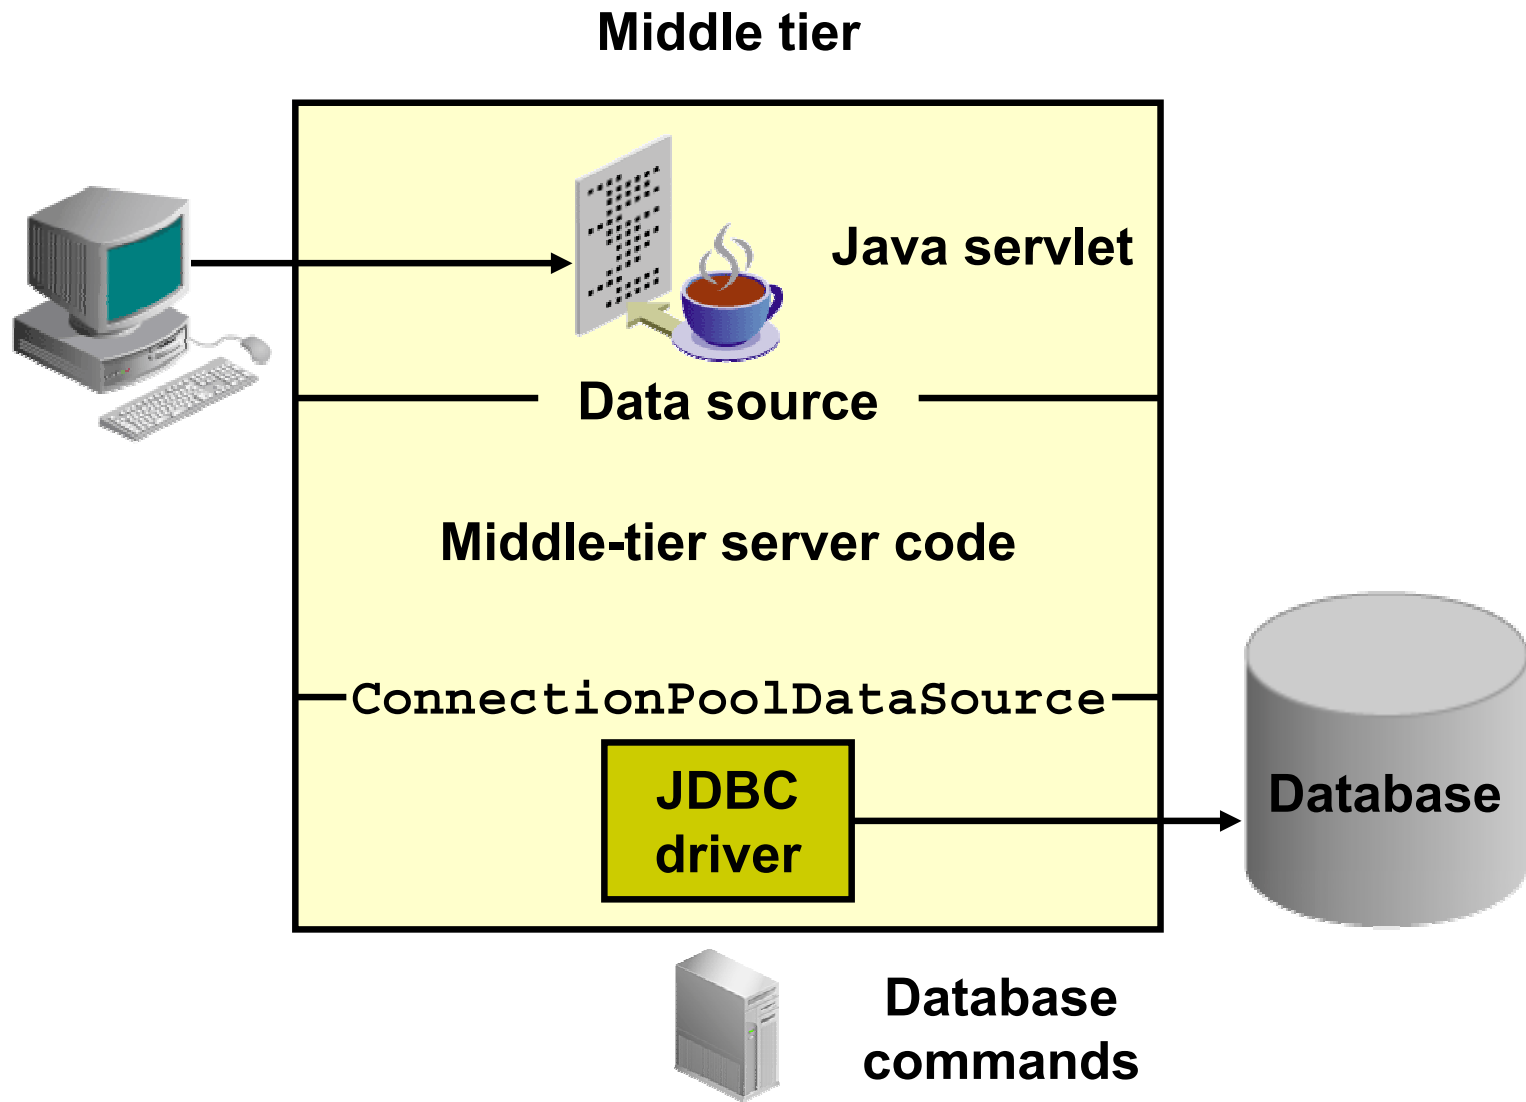 Middle tier
Java servlet
Data source
Middle-tier server code
ConnectionPoolDataSource
JDBC
driver
Database
Database
commands